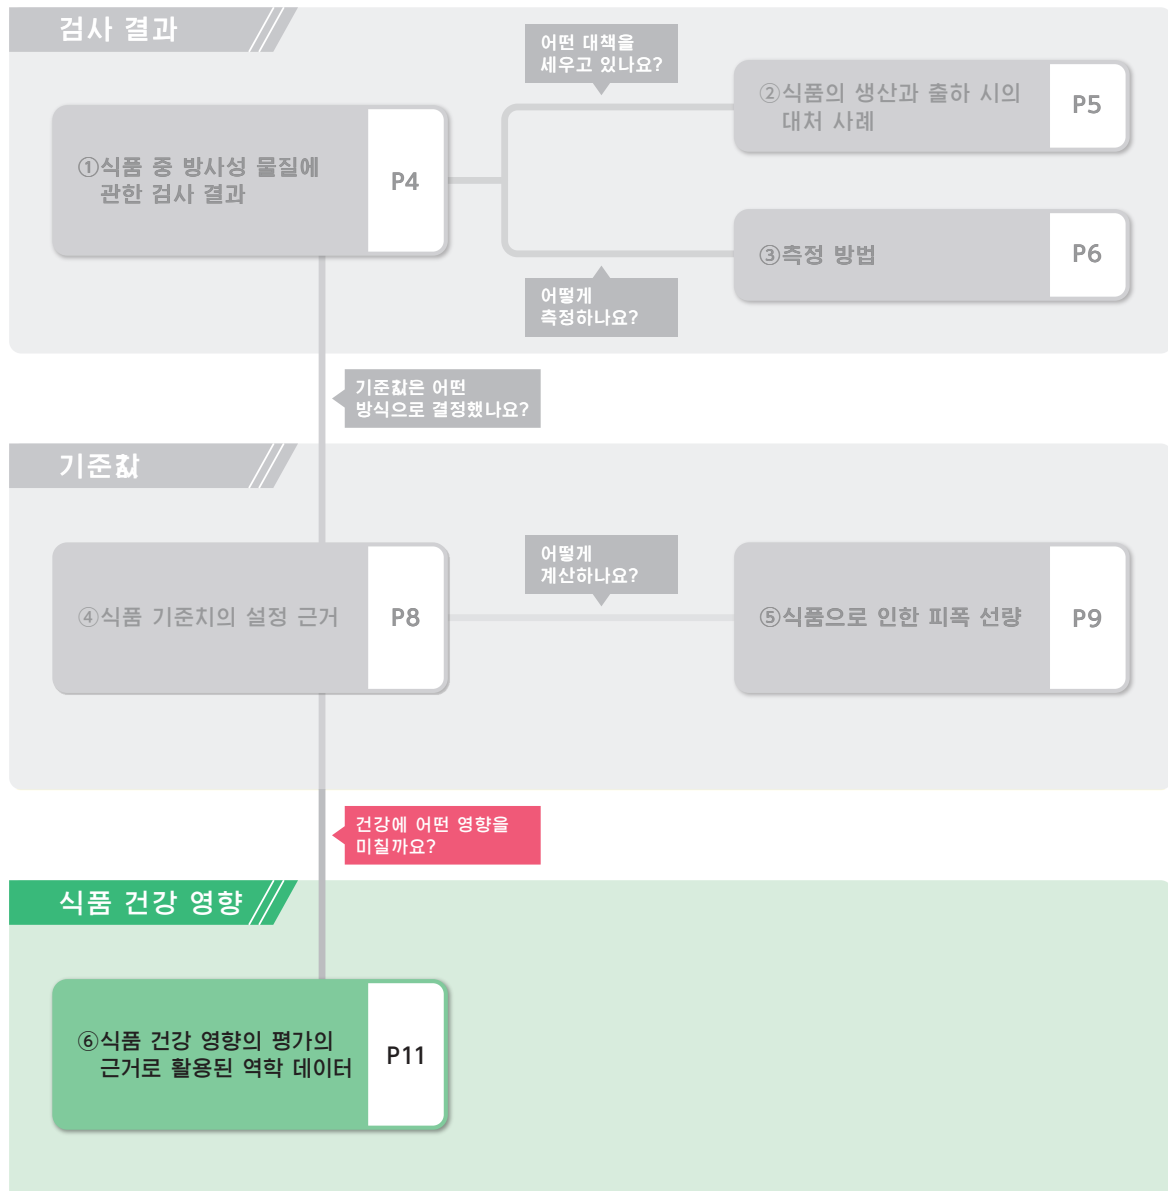 검사 결과
어떤 대책을
세우고 있나요?
②식품의 생산과 출하 시의
대처 사례
P5
①식품 중 방사성 물질에
관한 검사 결과
P4
③측정 방법
P6
어떻게
측정하나요?
기준값은 어떤
방식으로 결정했나요?
기준값
어떻게
계산하나요?
④식품 기준치의 설정 근거
P8
⑤식품으로 인한 피폭 선량
P9
건강에 어떤 영향을
미칠까요?
식품 건강 영향
⑥식품 건강 영향의 평가의
근거로 활용된 역학 데이터
P11